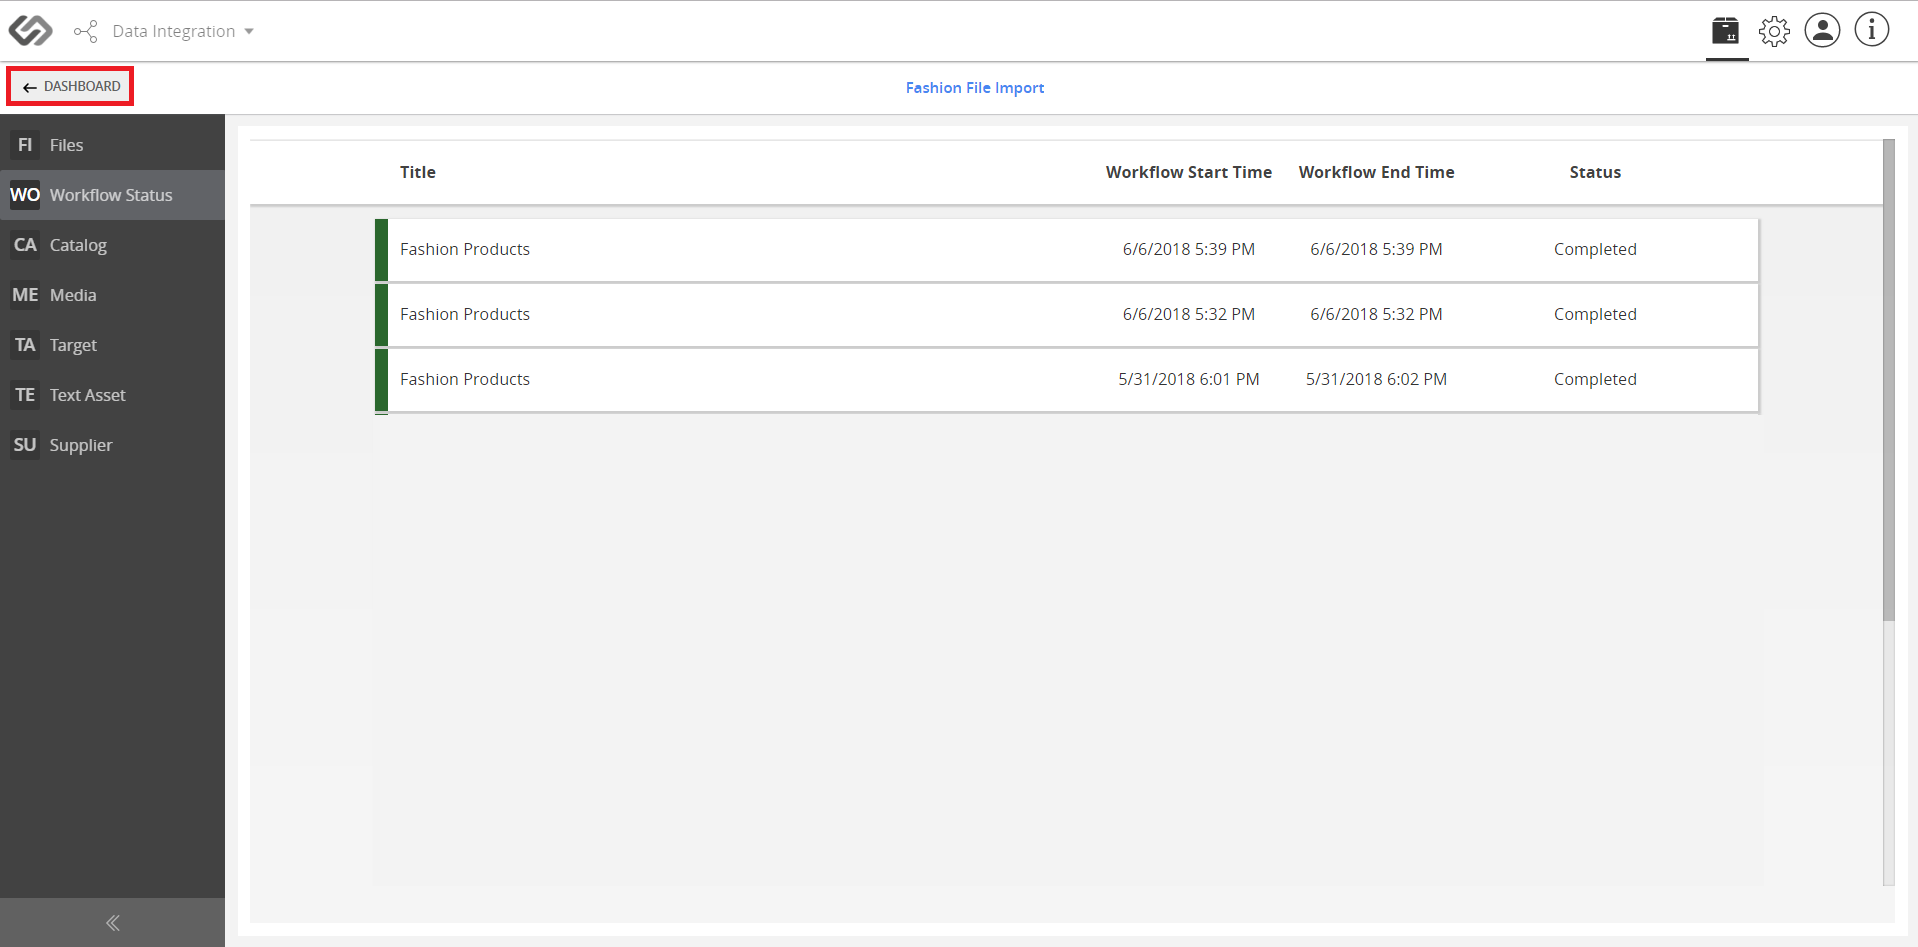 Data Integration
DASHBOARD
Fashion File Import
FI Files
WO Workflow Status
CA Catalog
ME Media
TA Target
TE Text Asset
SU Supplier
Title Workflow Start Time Workflow End Time Status
Fashion Products 6/6/2018 5:39 PM 6/6/2018 5:39 PM Completed
Fashion Products 6/6/2018 5:32 PM 6/6/2018 5:32 PM Completed
Fashion Products 5/31/2018 6:01 PM 5/31/2018 6:02 PM Completed